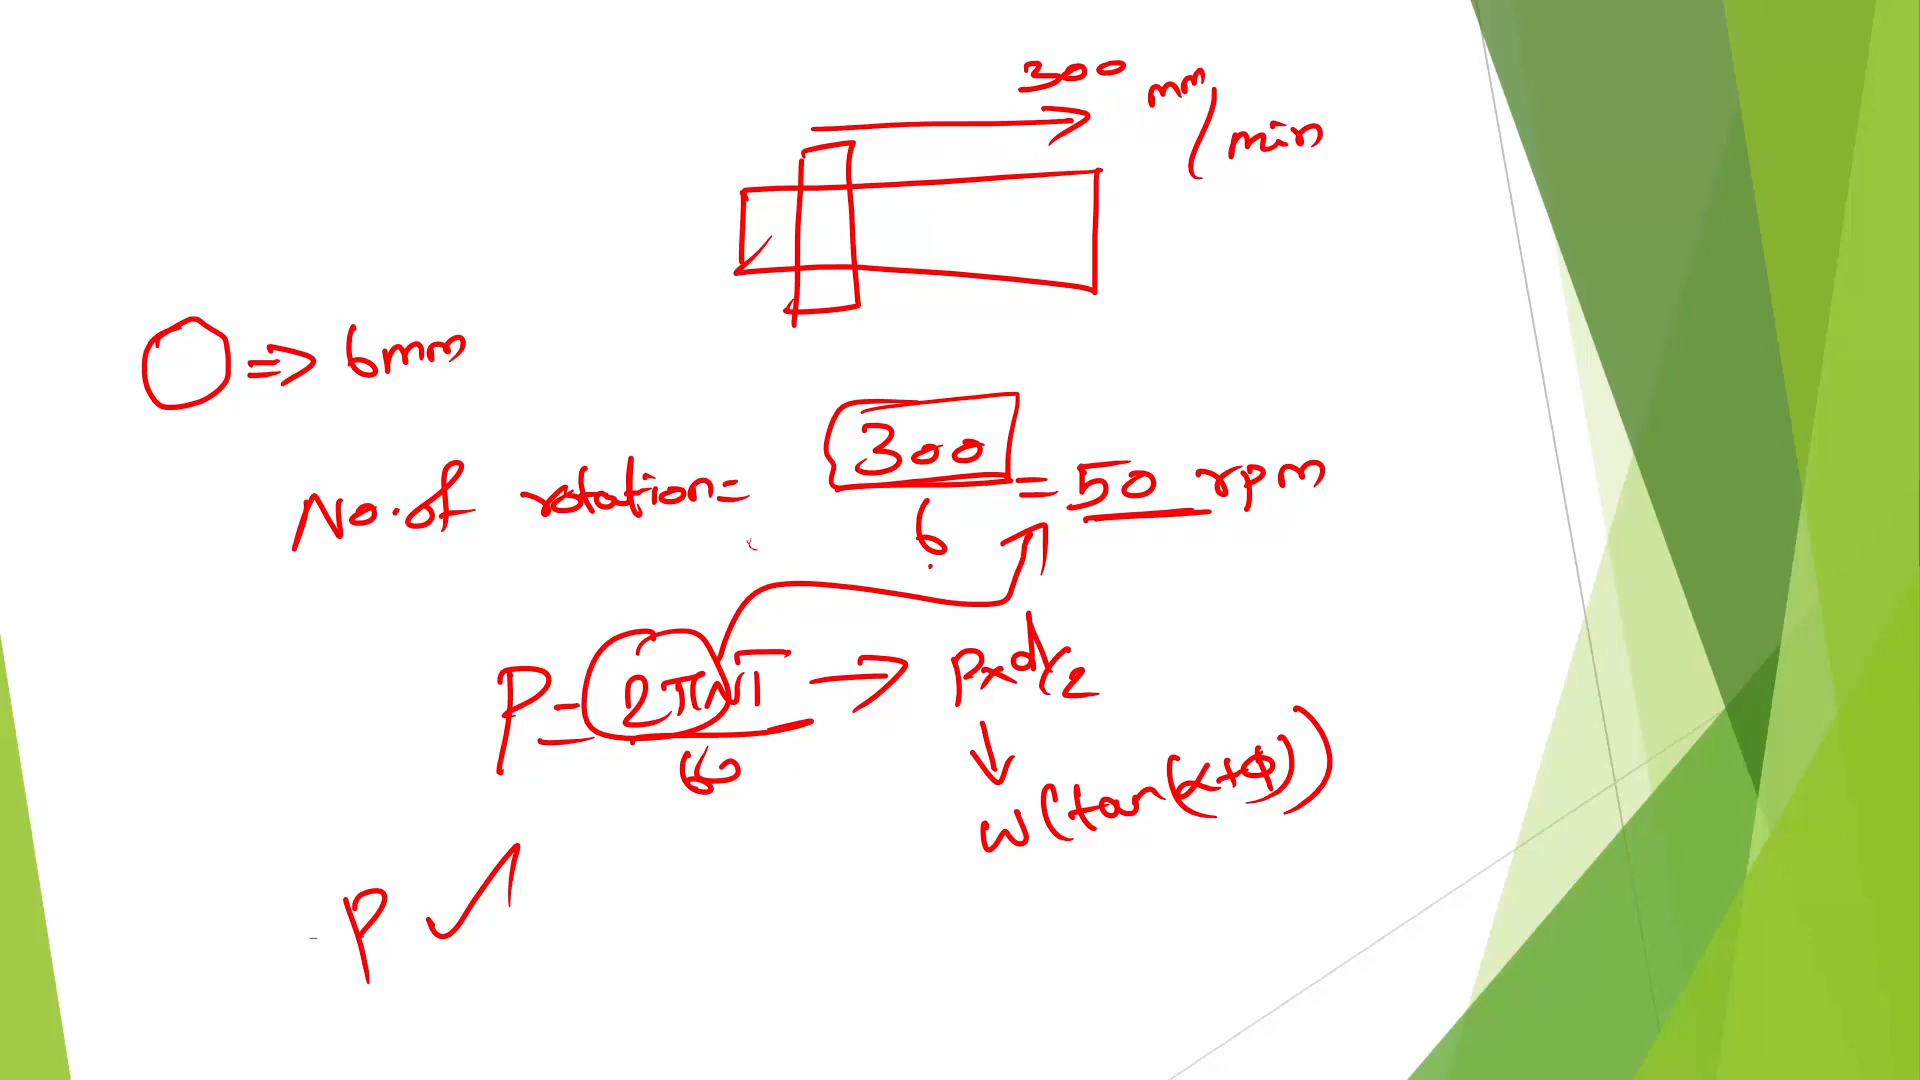 300 mm/min
⇒ 6mm
No. of rotation = 300/6 = 50 rpm
P = 2πNT/60 → P×d/2
↓
W(tan(α+φ))
P ✓